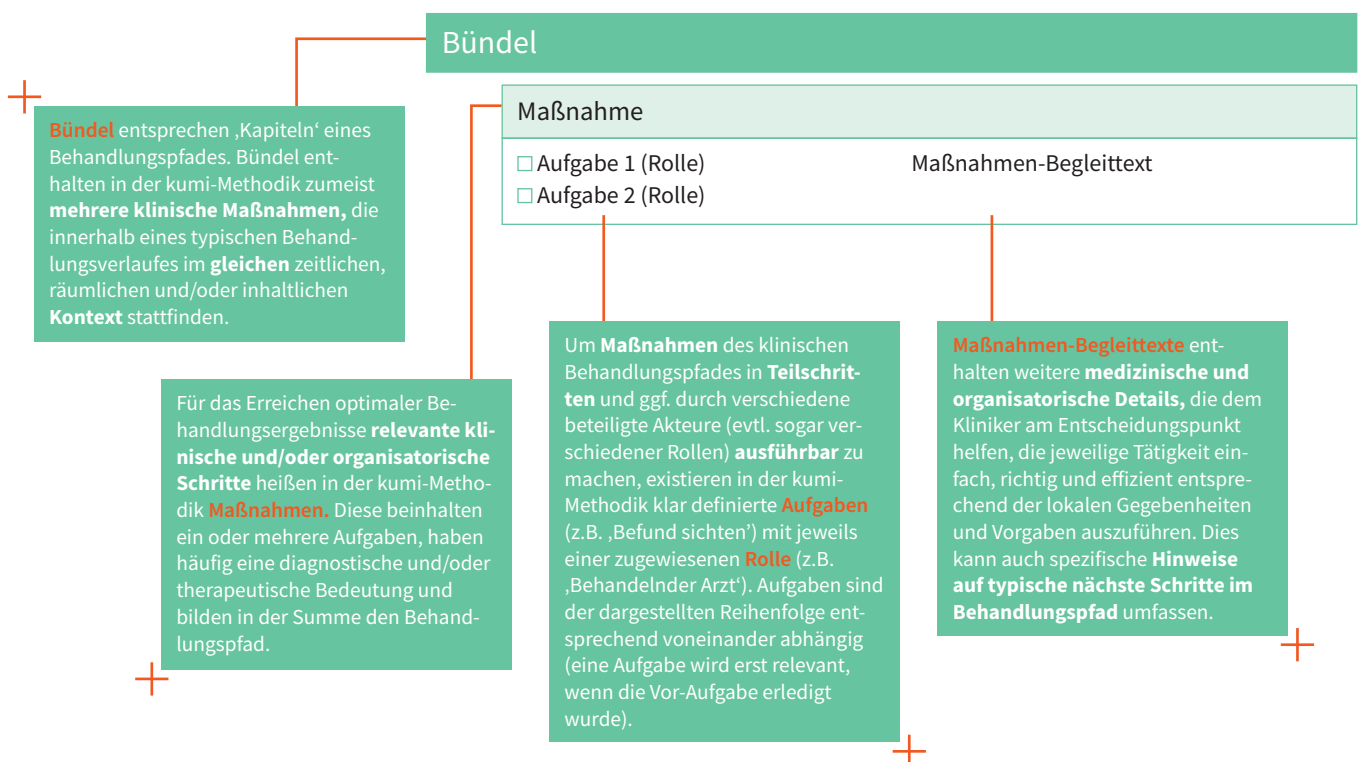 Bündel
Maßnahme
□ Aufgabe 1 (Rolle)
□ Aufgabe 2 (Rolle)
Maßnahmen-Begleittext
Bündel entsprechen ‚Kapiteln‘ eines
Behandlungspfades. Bündel ent-
halten in der kumi-Methodik zumeist
mehrere klinische Maßnahmen, die
innerhalb eines typischen Behand-
lungsverlaufes im gleichen zeitlichen,
räumlichen und/oder inhaltlichen
Kontext stattfinden.
Für das Erreichen optimaler Be-
handlungsergebnisse relevante kli-
nische und/oder organisatorische
Schritte heißen in der kumi-Metho-
dik Maßnahmen. Diese beinhalten
ein oder mehrere Aufgaben, haben
häufig eine diagnostische und/oder
therapeutische Bedeutung und
bilden in der Summe den Behand-
lungspfad.
Um Maßnahmen des klinischen
Behandlungspfades in Teilschrit-
ten und ggf. durch verschiedene
beteiligte Akteure (evtl. sogar ver-
schiedener Rollen) ausführbar zu
machen, existieren in der kumi-
Methodik klar definierte Aufgaben
(z.B. ‚Befund sichten’) mit jeweils
einer zugewiesenen Rolle (z.B.
‚Behandelnder Arzt‘). Aufgaben sind
der dargestellten Reihenfolge ent-
sprechend voneinander abhängig
(eine Aufgabe wird erst relevant,
wenn die Vor-Aufgabe erledigt
wurde).
Maßnahmen-Begleittexte ent-
halten weitere medizinische und
organisatorische Details, die dem
Kliniker am Entscheidungspunkt
helfen, die jeweilige Tätigkeit ein-
fach, richtig und effizient entspre-
chend der lokalen Gegebenheiten
und Vorgaben auszuführen. Dies
kann auch spezifische Hinweise
auf typische nächste Schritte im
Behandlungspfad umfassen.